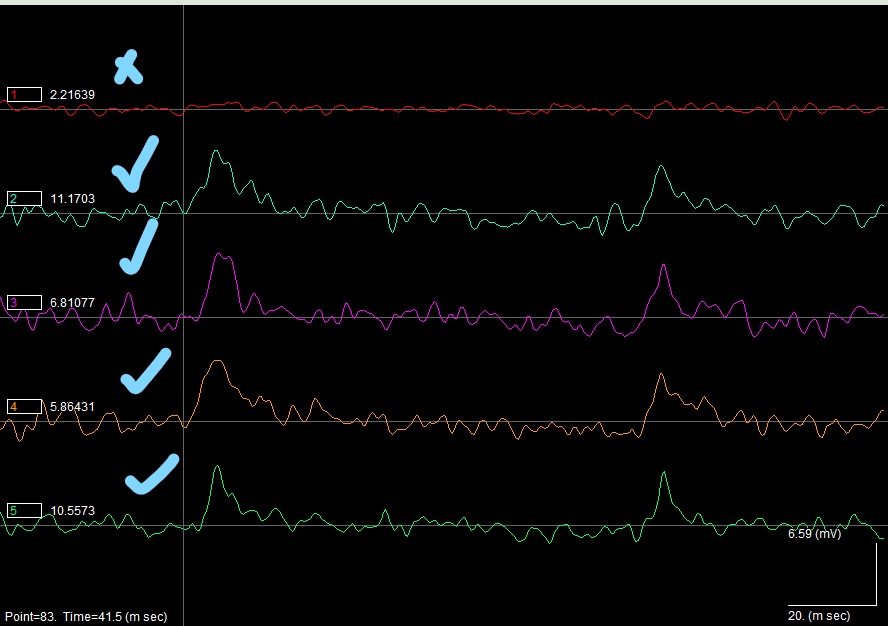 1 2.21639
2 11.1703
3 6.81077
4 5.86431
5 10.5573
6.59 (mV)
20. (m sec)
Point=83. Time=41.5 (m sec)